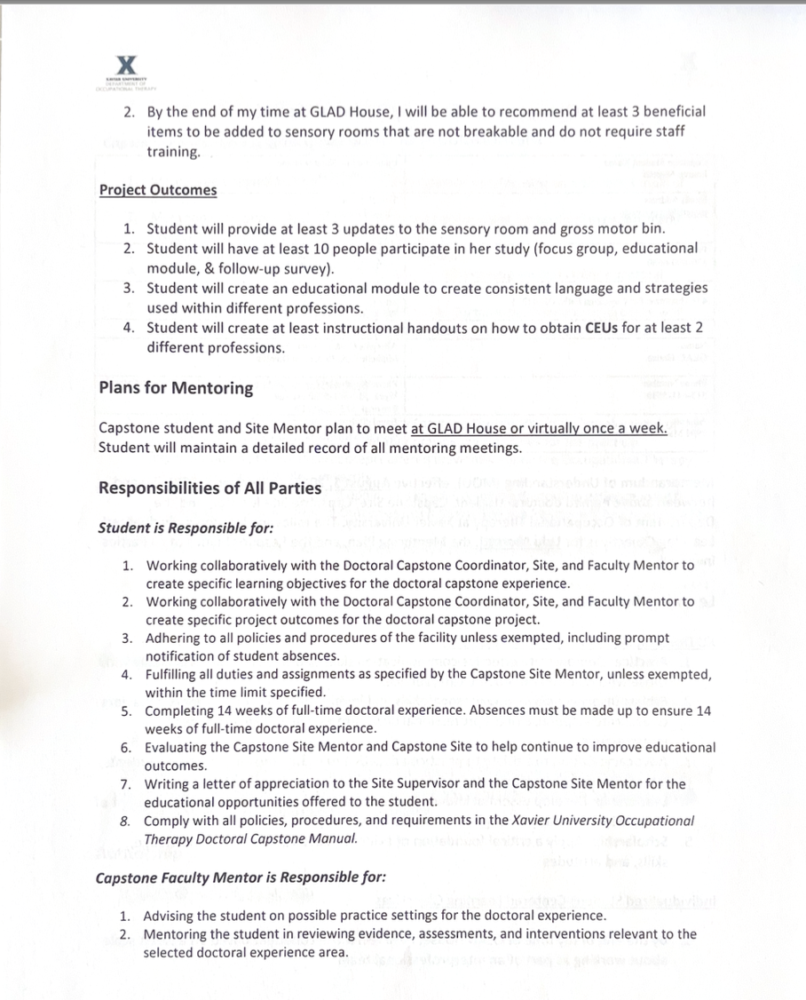 X
XAVIER UNIVERSITY
DEPARTMENT OF
OCCUPATIONAL THERAPY
2. By the end of my time at GLAD House, I will be able to recommend at least 3 beneficial
items to be added to sensory rooms that are not breakable and do not require staff
training.
Project Outcomes
1. Student will provide at least 3 updates to the sensory room and gross motor bin.
2. Student will have at least 10 people participate in her study (focus group, educational
module, & follow-up survey).
3. Student will create an educational module to create consistent language and strategies
used within different professions.
4. Student will create at least instructional handouts on how to obtain CEUs for at least 2
different professions.
Plans for Mentoring
Capstone student and Site Mentor plan to meet at GLAD House or virtually once a week.
Student will maintain a detailed record of all mentoring meetings.
Responsibilities of All Parties
Student is Responsible for:
1. Working collaboratively with the Doctoral Capstone Coordinator, Site, and Faculty Mentor to
create specific learning objectives for the doctoral capstone experience.
2. Working collaboratively with the Doctoral Capstone Coordinator, Site, and Faculty Mentor to
create specific project outcomes for the doctoral capstone project.
3. Adhering to all policies and procedures of the facility unless exempted, including prompt
notification of student absences.
4. Fulfilling all duties and assignments as specified by the Capstone Site Mentor, unless exempted,
within the time limit specified.
5. Completing 14 weeks of full-time doctoral experience. Absences must be made up to ensure 14
weeks of full-time doctoral experience.
6. Evaluating the Capstone Site Mentor and Capstone Site to help continue to improve educational
outcomes.
7. Writing a letter of appreciation to the Site Supervisor and the Capstone Site Mentor for the
educational opportunities offered to the student.
8. Comply with all policies, procedures, and requirements in the Xavier University Occupational
Therapy Doctoral Capstone Manual.
Capstone Faculty Mentor is Responsible for:
1. Advising the student on possible practice settings for the doctoral experience.
2. Mentoring the student in reviewing evidence, assessments, and interventions relevant to the
selected doctoral experience area.